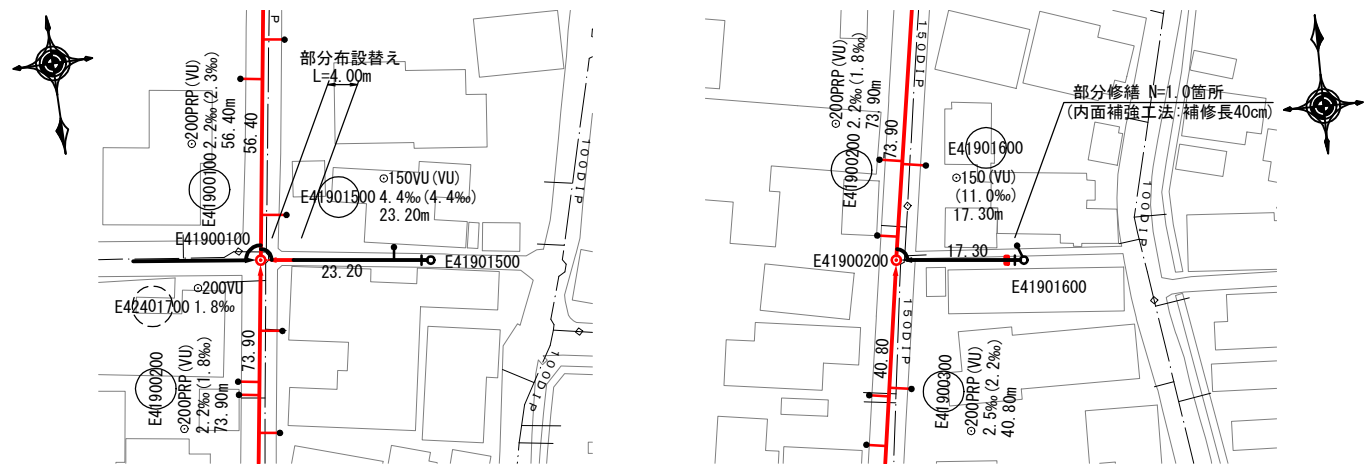 P
部分布設替え
L=4.00m
⊙200PRP(VU)
2.2‰(2.3‰)
56.40m
56.40
E41900100
E41901500
⊙150VU(VU)
4.4‰(4.4‰)
23.20m
100DIP
E41900100
23.20
E41901500
⊙200VU
E42401700 1.8‰
73.90
E41900200
⊙200PRP(VU)
2.2‰(1.8‰)
73.90m
100DIP
150DIP
⊙200PRP(VU)
2.2‰(1.8‰)
73.90m
73.90
E41900200
部分修繕 N=1.0箇所
(内面補強工法:補修長40cm)
E41901600
⊙150(VU)
(11.0‰)
17.30m
100DIP
E41900200
17.30
E41901600
150DIP
40.80
E41900300
⊙200PRP(VU)
2.5‰(2.2‰)
40.80m